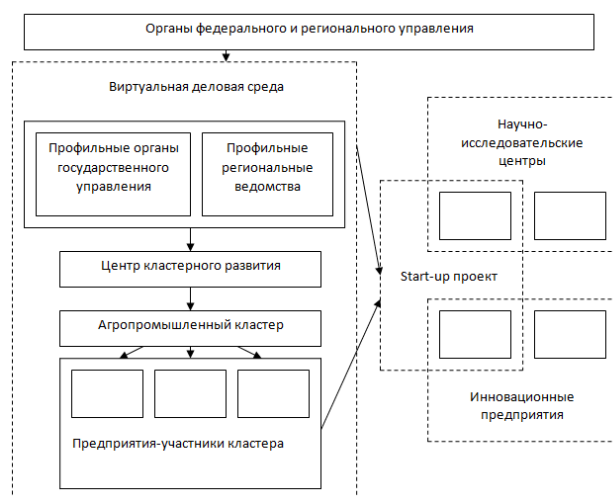 Органы федерального и регионального управления
Виртуальная деловая среда
Профильные органы
государственного
управления
Профильные
региональные
ведомства
Центр кластерного развития
Агропромышленный кластер
Предприятия-участники кластера
Научно-
исследовательские
центры
Start-up проект
Инновационные
предприятия